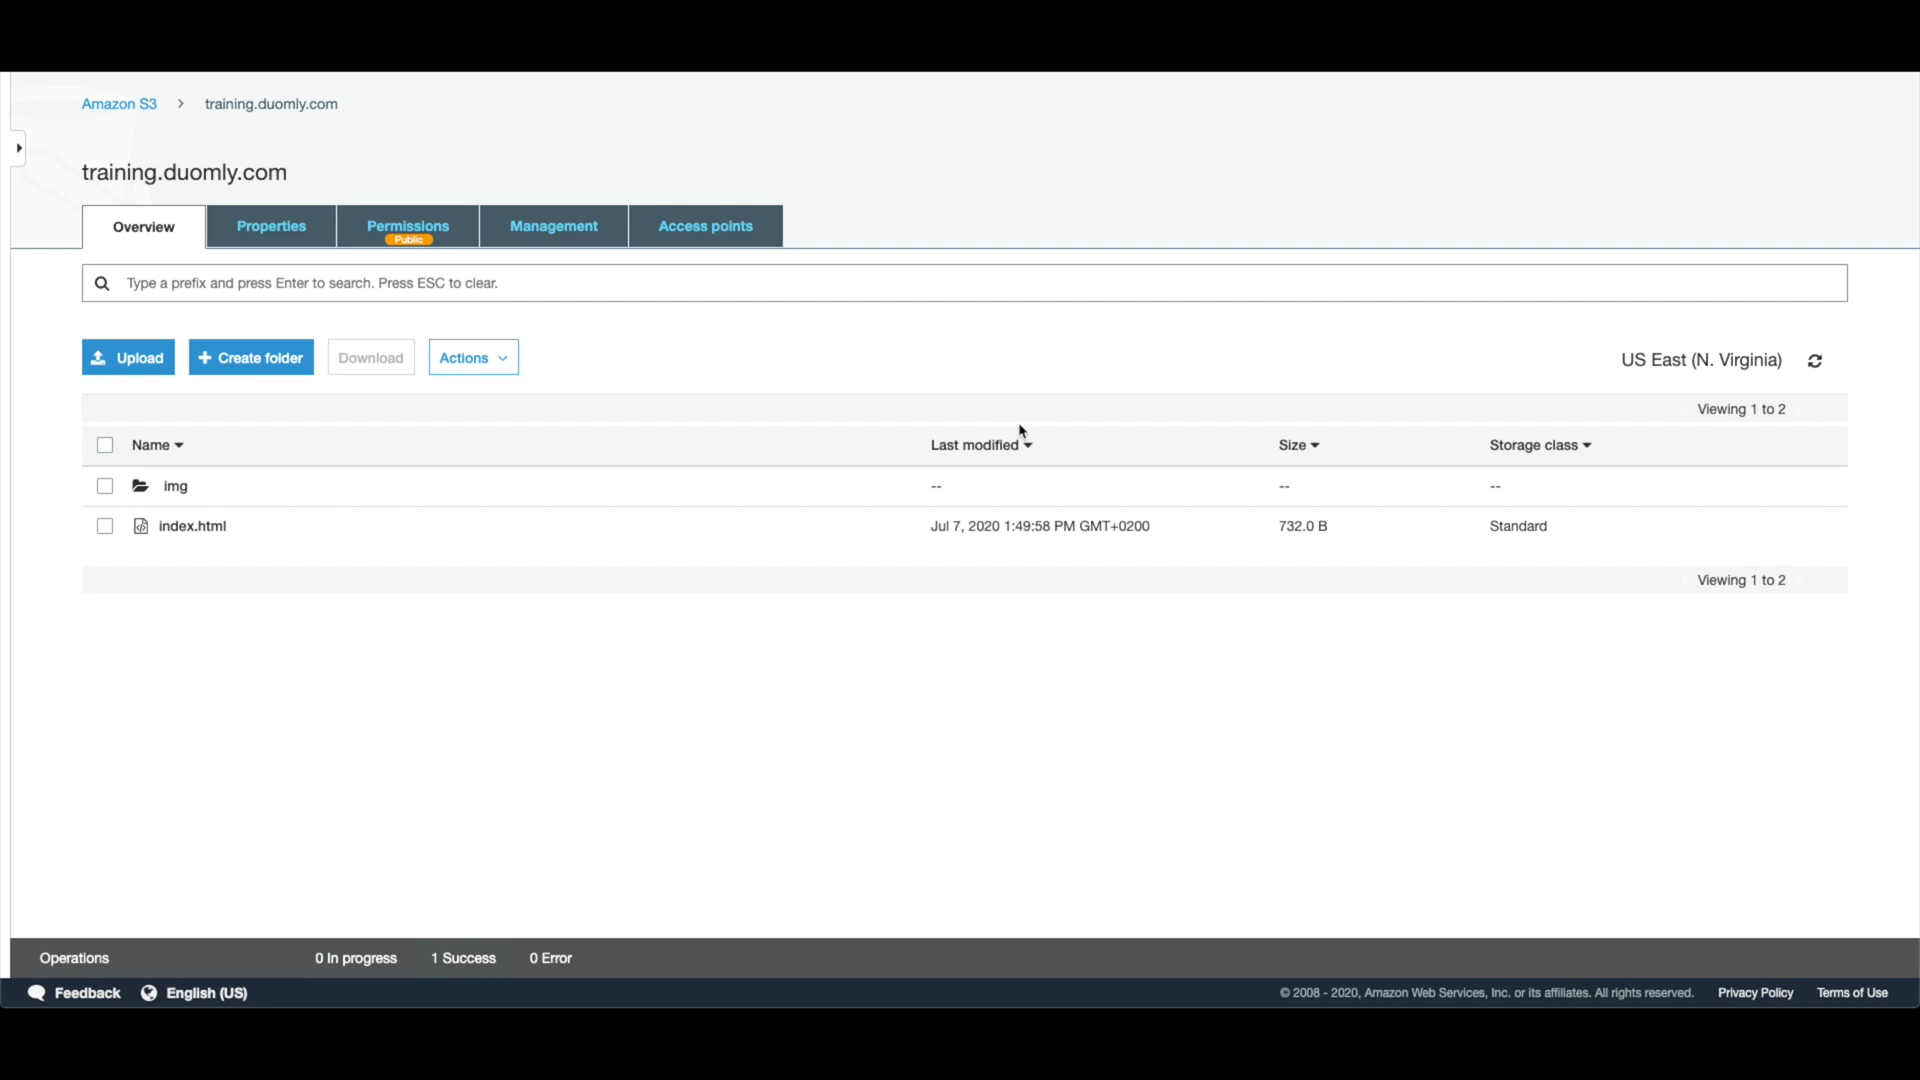 Amazon S3 > training.duomly.com
training.duomly.com
Overview Properties Permissions Management Access points
Public
Type a prefix and press Enter to search. Press ESC to clear.
Upload + Create folder Download Actions US East (N. Virginia)
Viewing 1 to 2
Name Last modified Size Storage class
img -- -- --
index.html Jul 7, 2020 1:49:58 PM GMT+0200 732.0 B Standard
Viewing 1 to 2
Operations 0 In progress 1 Success 0 Error
Feedback English (US) © 2008 - 2020, Amazon Web Services, Inc. or its affiliates. All rights reserved. Privacy Policy Terms of Use